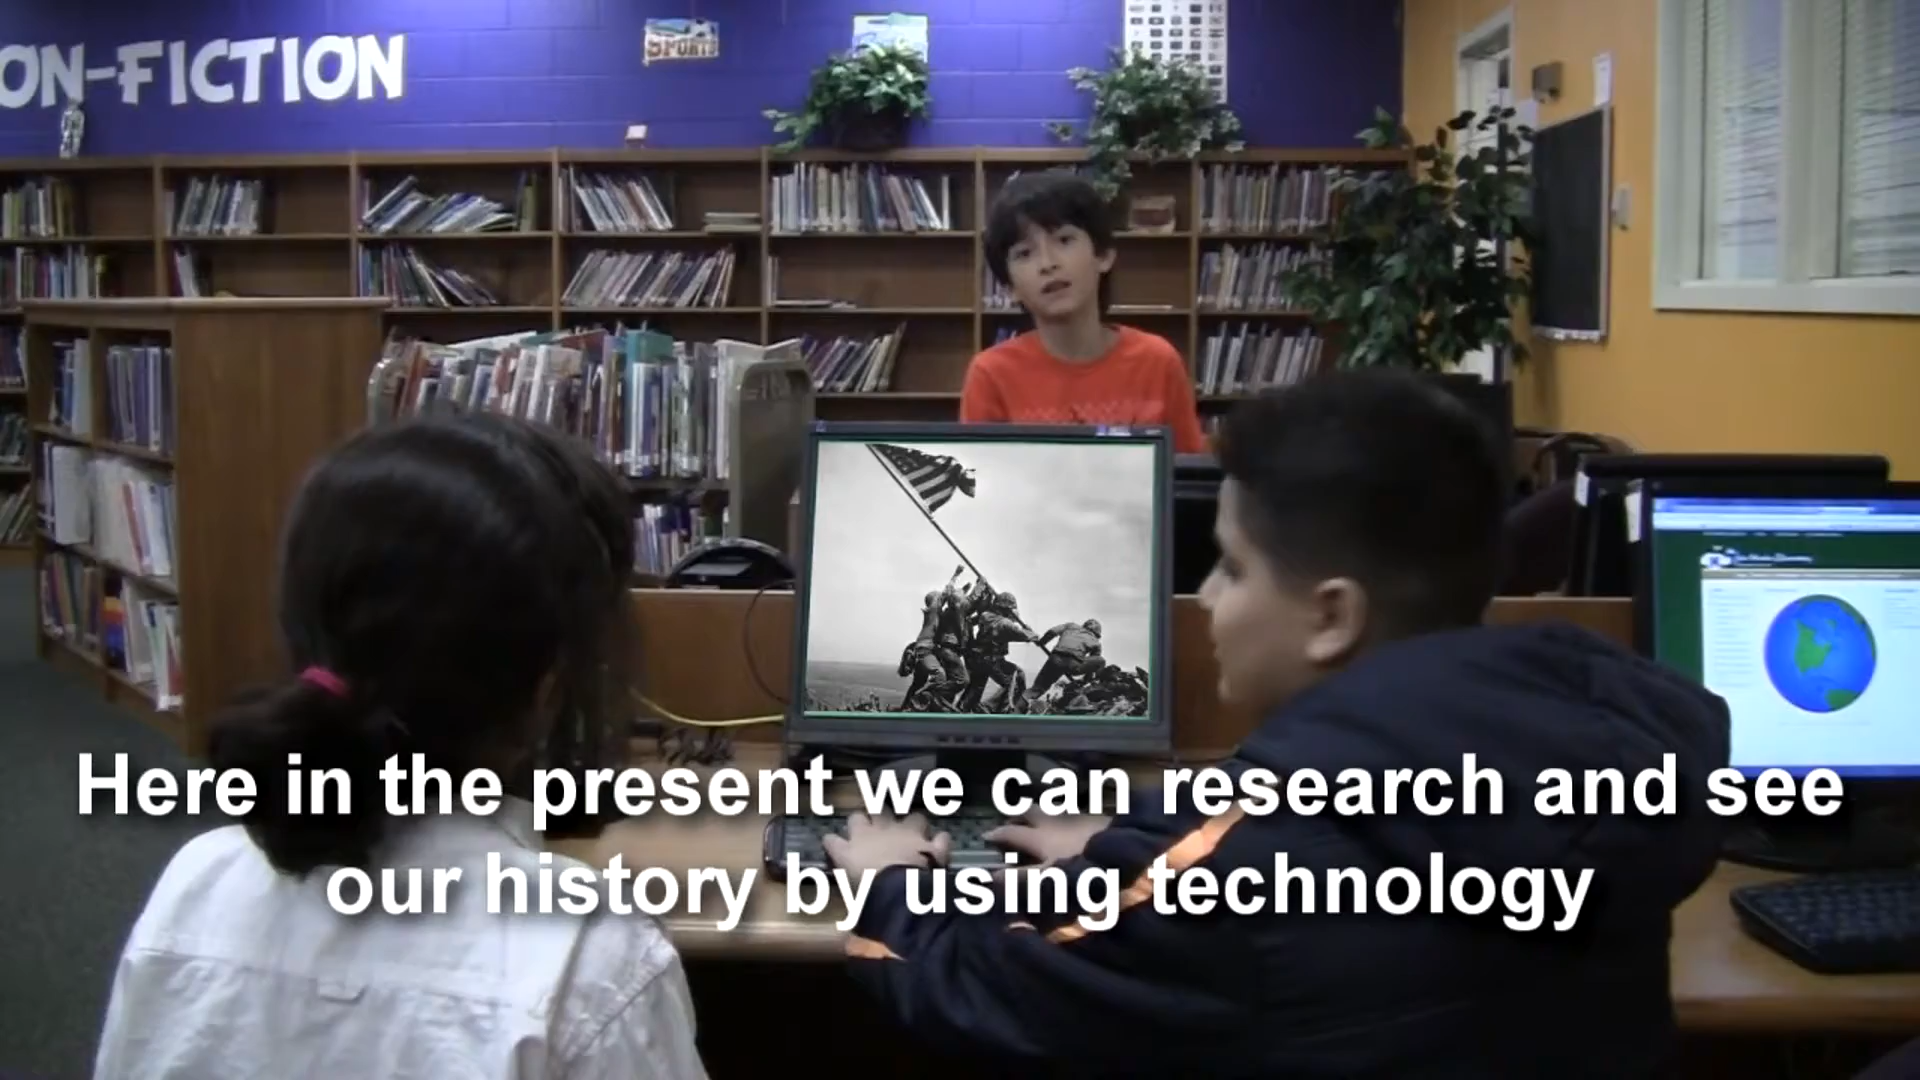 ON-FICTION
SPORTS
Here in the present we can research and see
our history by using technology